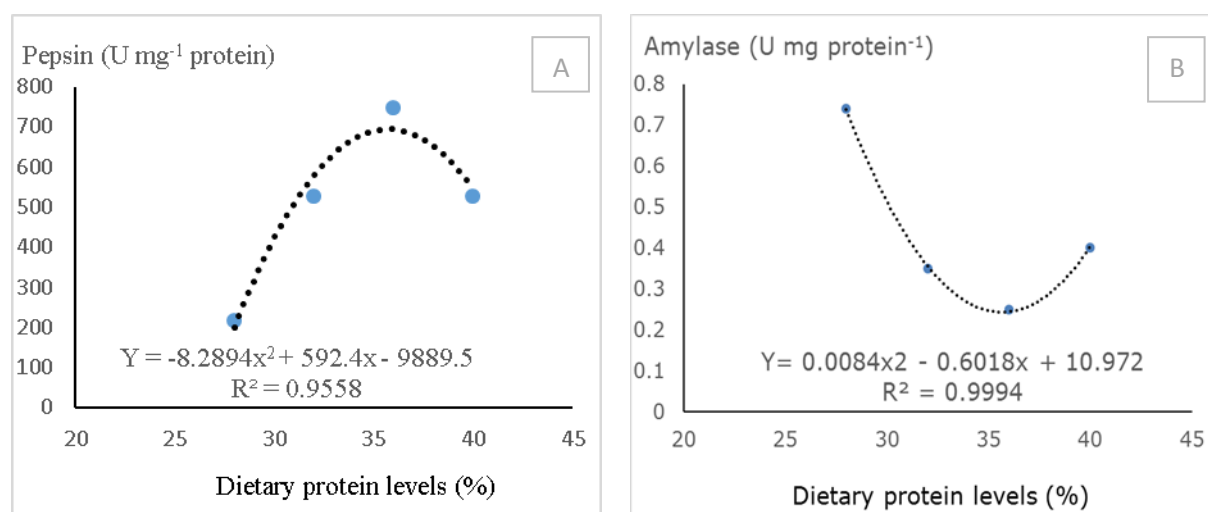 Pepsin (U mg-1 protein)
A
800
700
600
500
400
300
200
100
0
Y = -8.2894x2 + 592.4x - 9889.5
R² = 0.9558
20 25 30 35 40 45
Dietary protein levels (%)
Amylase (U mg protein-1)
B
0.8
0.7
0.6
0.5
0.4
0.3
0.2
0.1
0
Y= 0.0084x2 - 0.6018x + 10.972
R² = 0.9994
20 25 30 35 40 45
Dietary protein levels (%)